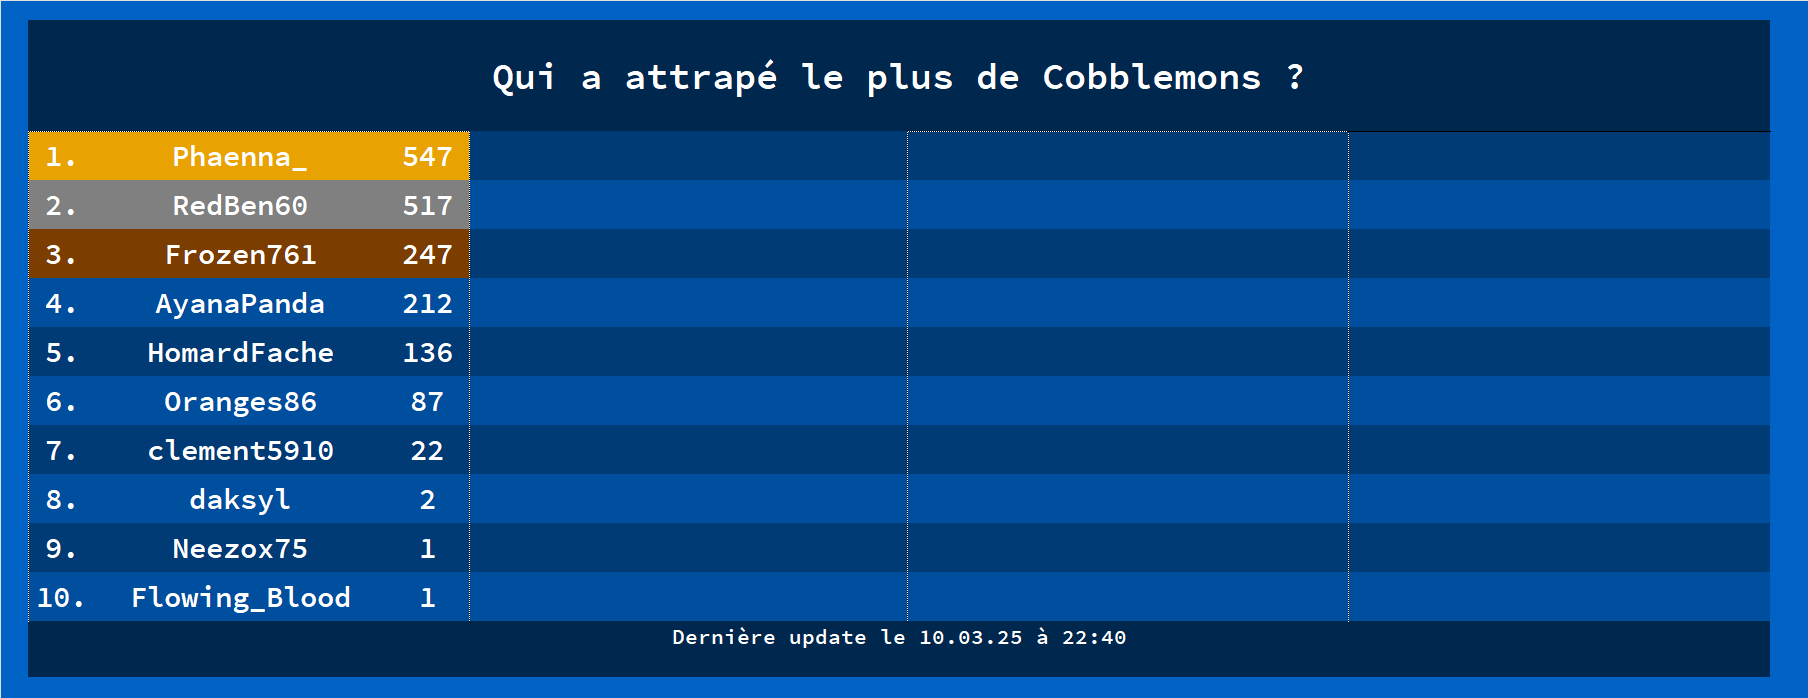 Qui a attrapé le plus de Cobblemons ?
1. Phaenna_ 547
2. RedBen60 517
3. Frozen761 247
4. AyanaPanda 212
5. HomardFache 136
6. Oranges86 87
7. clement5910 22
8. daksyl 2
9. Neezox75 1
10. Flowing_Blood 1
Dernière update le 10.03.25 à 22:40